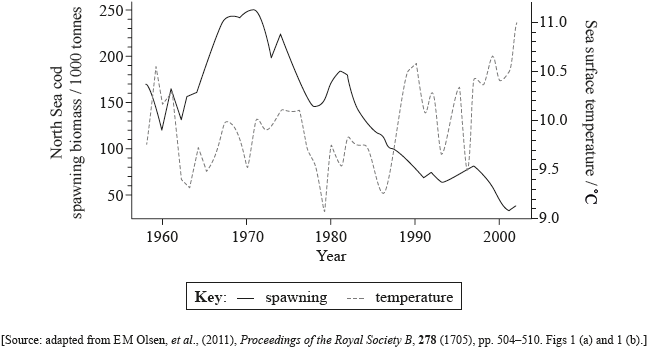 250
200
150
100
50
North Sea cod
spawning biomass / 1000 tonnes
11.0
10.5
10.0
9.5
9.0
Sea surface temperature / °C
1960 1970 1980 1990 2000
Year
Key: spawning temperature
[Source: adapted from E M Olsen, et al., (2011), Proceedings of the Royal Society B, 278 (1705), pp. 504–510. Figs 1 (a) and 1 (b).]